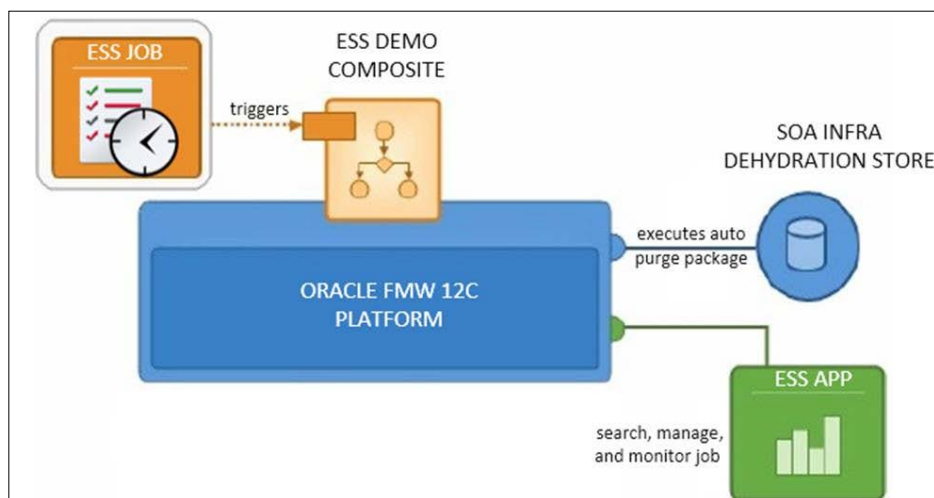 ESS JOB
ESS DEMO
COMPOSITE
triggers
SOA INFRA
DEHYDRATION STORE
executes auto
purge package
ORACLE FMW 12C
PLATFORM
ESS APP
search, manage,
and monitor job